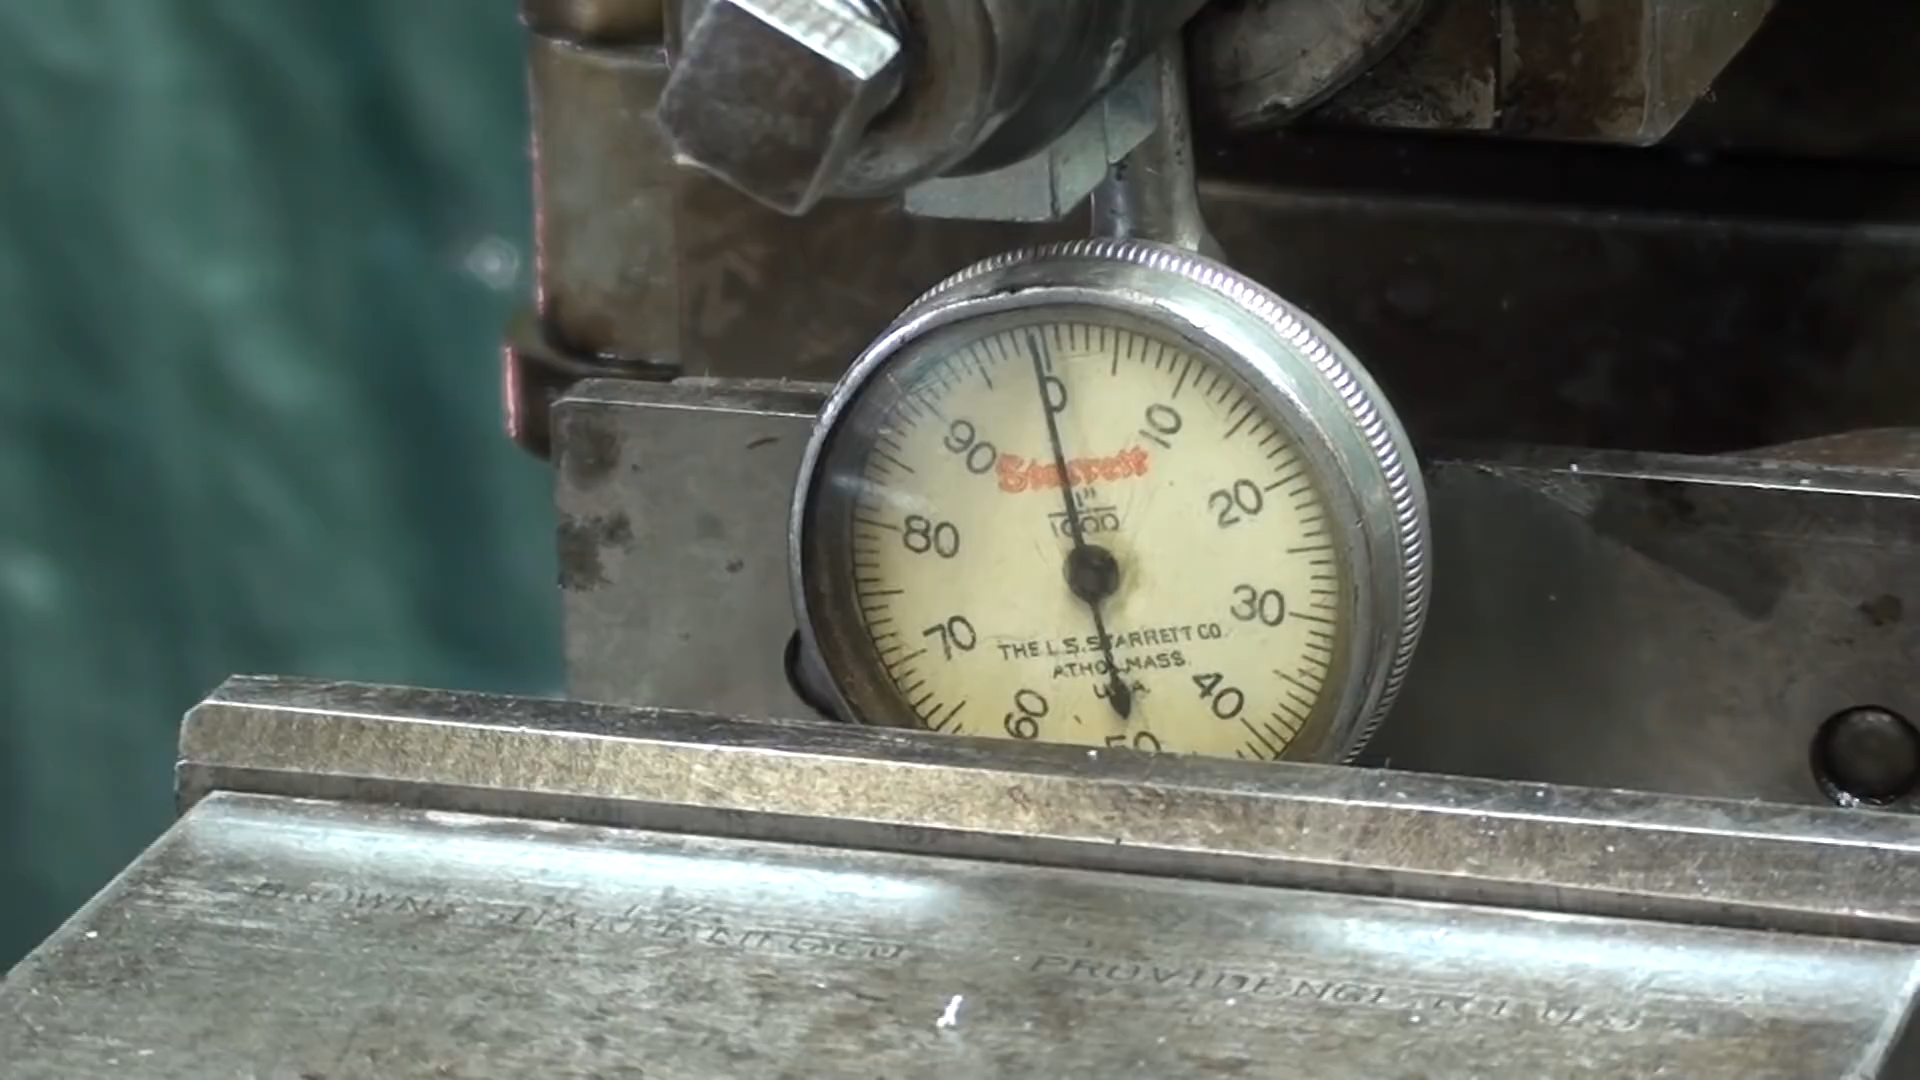 0
10
20
30
40
50
60
70
80
90
Starrett
1"
1000
THE L.S. STARRETT CO.
ATHOL, MASS.
U.S.A.
PROVIDENCE, R.I. U.S.